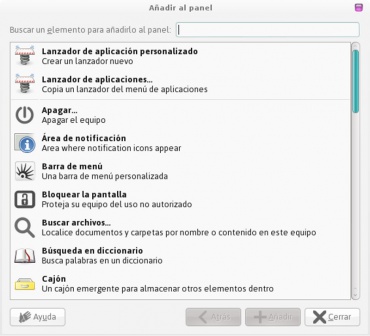 Añadir al panel
Buscar un elemento para añadirlo al panel:
Lanzador de aplicación personalizado
Crear un lanzador nuevo
Lanzador de aplicaciones...
Copia un lanzador del menú de aplicaciones
Apagar...
Apagar el equipo
Área de notificación
Area where notification icons appear
Barra de menú
Una barra de menú personalizada
Bloquear la pantalla
Proteja su equipo del uso no autorizado
Buscar archivos...
Localice documentos y carpetas por nombre o contenido en este equipo
Búsqueda en diccionario
Busca palabras en un diccionario
Cajón
Un cajón emergente para almacenar otros elementos dentro
Ayuda Atrás Añadir Cerrar